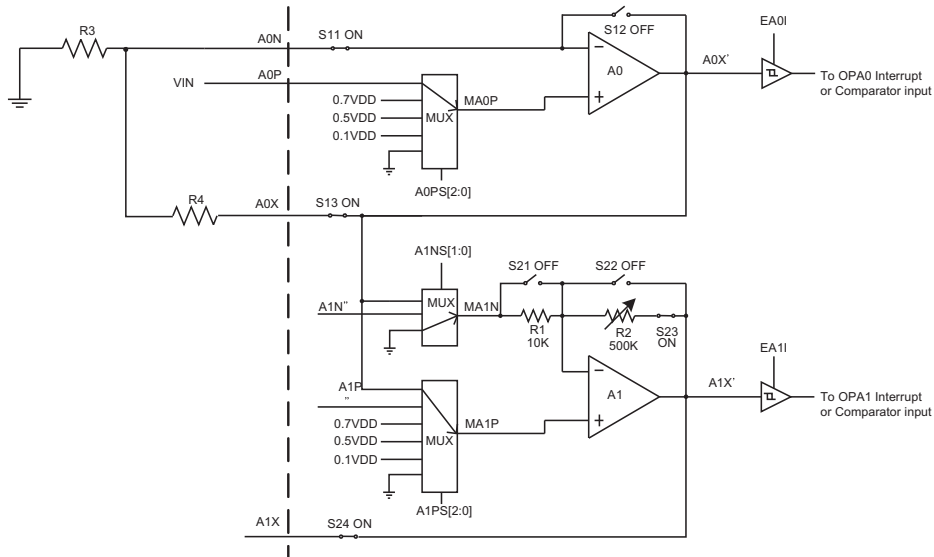 R3
A0N
S11 ON
S12 OFF
EA0I
A0
A0X'
To OPA0 Interrupt
or Comparator input
VIN
A0P
0.7VDD
0.5VDD
0.1VDD
MUX
MA0P
A0PS[2:0]
R4
A0X
S13 ON
A1NS[1:0]
S21 OFF
S22 OFF
A1N"
MUX
MA1N
R1
10K
R2
500K
S23
ON
EA1I
A1
A1X'
To OPA1 Interrupt
or Comparator input
A1P
"
0.7VDD
0.5VDD
0.1VDD
MUX
MA1P
A1PS[2:0]
A1X
S24 ON